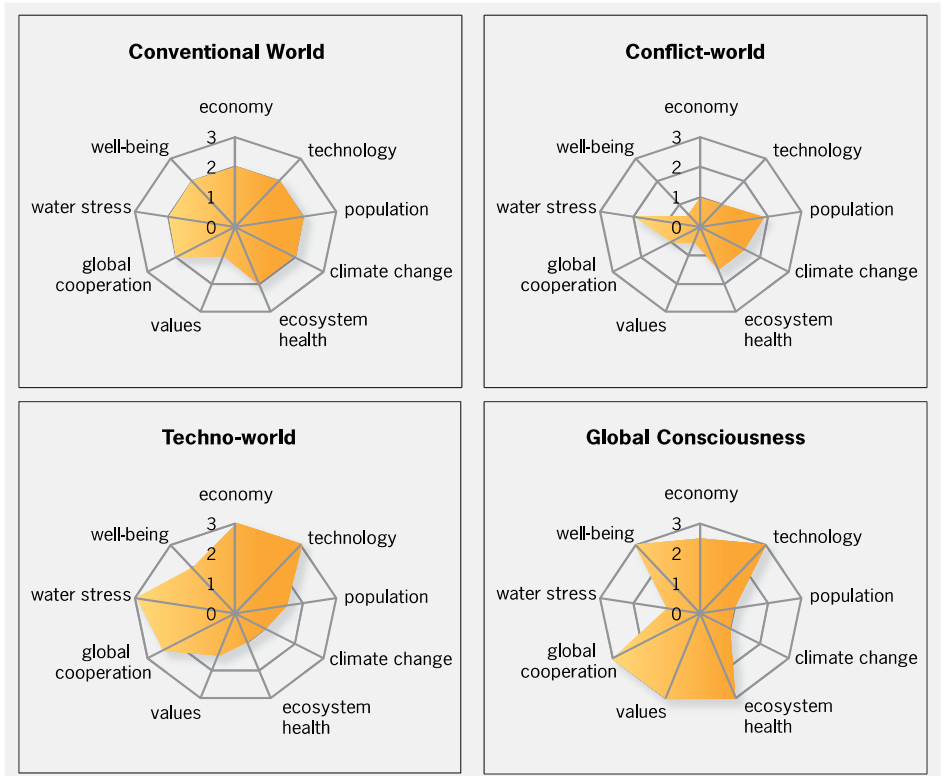 Conventional World
economy
well-being
3
technology
2
water stress
1
population
0
global
cooperation
climate change
values
ecosystem
health
Conflict-world
economy
well-being
3
technology
2
water stress
1
population
0
global
cooperation
climate change
values
ecosystem
health
Techno-world
economy
well-being
3
technology
2
water stress
1
population
0
global
cooperation
climate change
values
ecosystem
health
Global Consciousness
economy
well-being
3
technology
2
water stress
1
population
0
global
cooperation
climate change
values
ecosystem
health